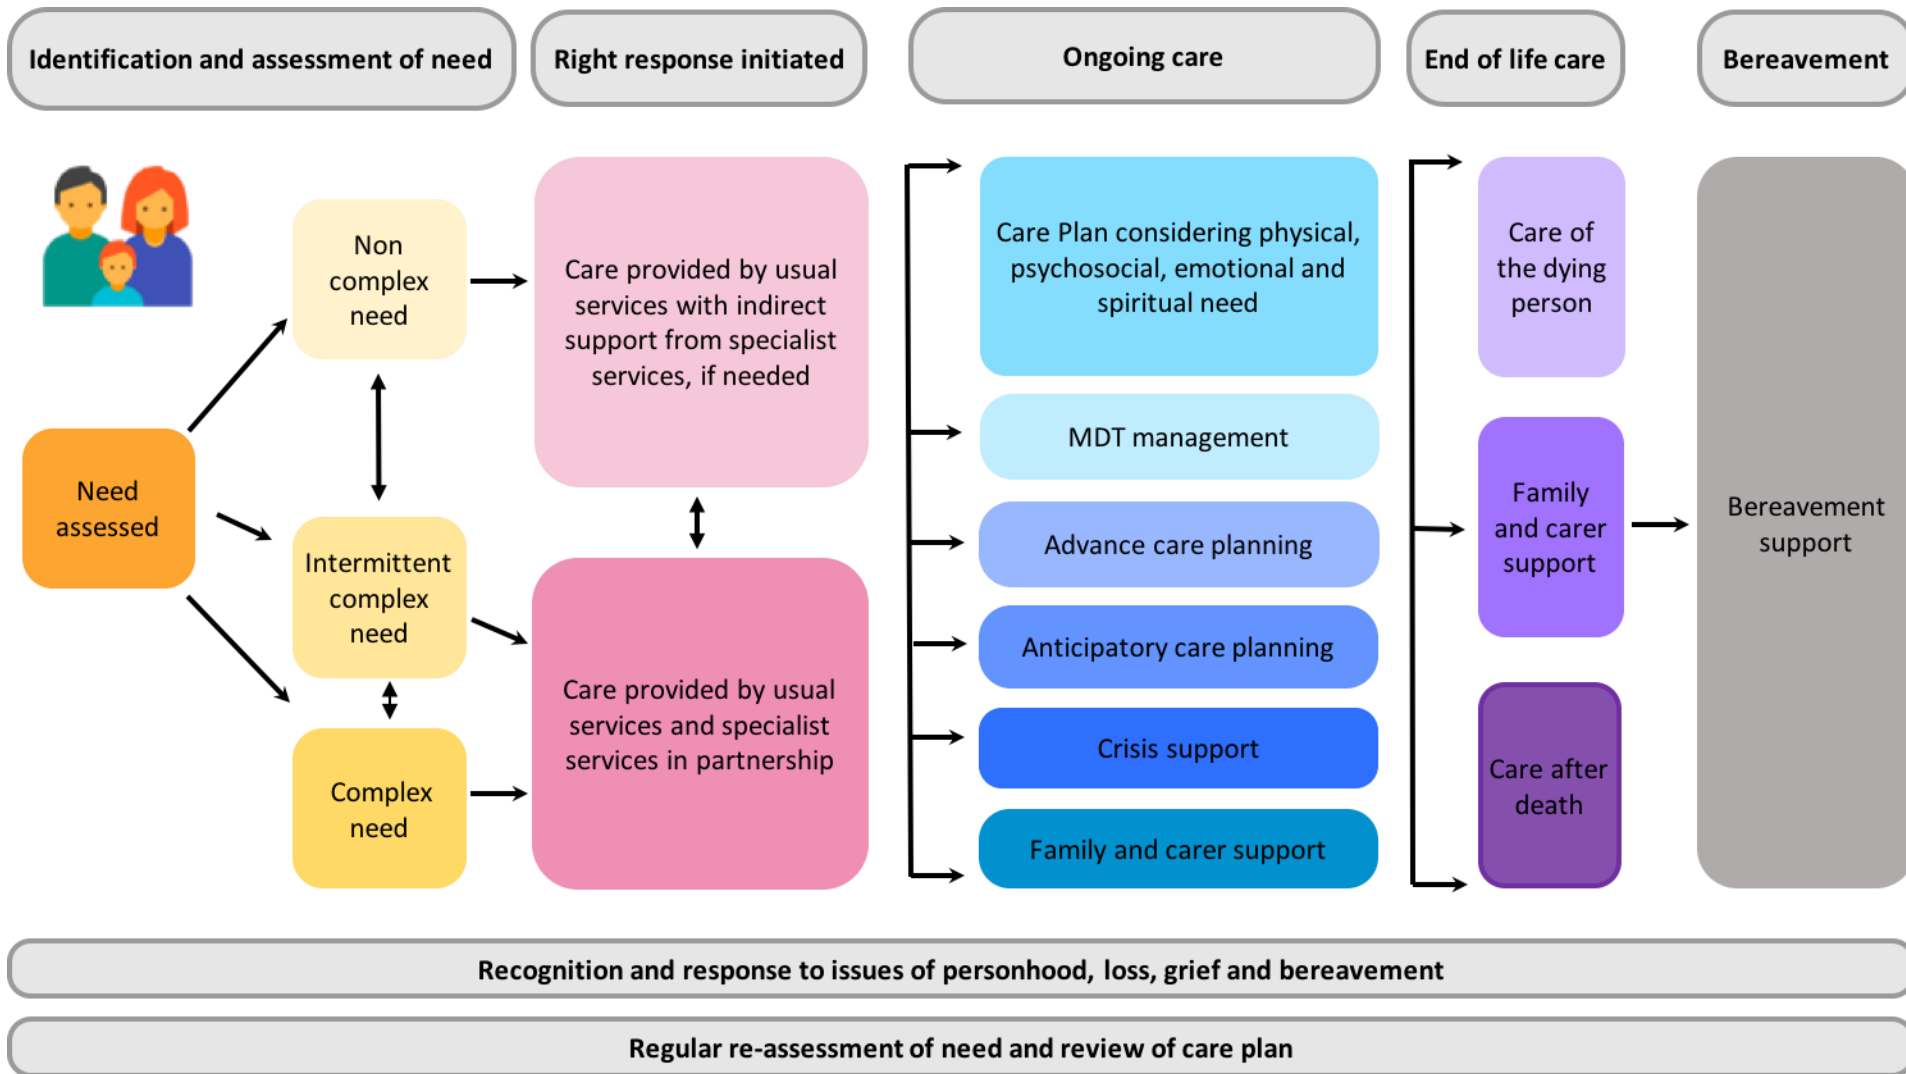 Identification and assessment of need
Right response initiated
Ongoing care
End of life care
Bereavement
Need
assessed
Non
complex
need
Intermittent
complex
need
Complex
need
Care provided by usual
services with indirect
support from specialist
services, if needed
Care provided by usual
services and specialist
services in partnership
Care Plan considering physical,
psychosocial, emotional and
spiritual need
MDT management
Advance care planning
Anticipatory care planning
Crisis support
Family and carer support
Care of
the dying
person
Family
and carer
support
Care after
death
Bereavement
support
Recognition and response to issues of personhood, loss, grief and bereavement
Regular re-assessment of need and review of care plan